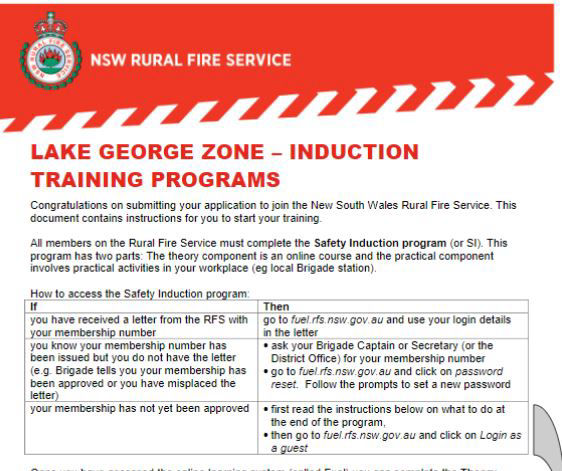 NSW RURAL FIRE SERVICE
NSW RURAL FIRE SERVICE
LAKE GEORGE ZONE – INDUCTION
TRAINING PROGRAMS
Congratulations on submitting your application to join the New South Wales Rural Fire Service. This
document contains instructions for you to start your training.
All members on the Rural Fire Service must complete the Safety Induction program (or SI). This
program has two parts: The theory component is an online course and the practical component
involves practical activities in your workplace (eg local Brigade station).
How to access the Safety Induction program:
If
Then
you have received a letter from the RFS with
your membership number
go to fuel.rfs.nsw.gov.au and use your login details
in the letter
you know your membership number has
been issued but you do not have the letter
(e.g. Brigade tells you your membership has
been approved or you have misplaced the
letter)
• ask your Brigade Captain or Secretary (or the
District Office) for your membership number
• go to fuel.rfs.nsw.gov.au and click on password
reset. Follow the prompts to set a new password
your membership has not yet been approved
• first read the instructions below on what to do at
the end of the program,
• then go to fuel.rfs.nsw.gov.au and click on Login as
a guest